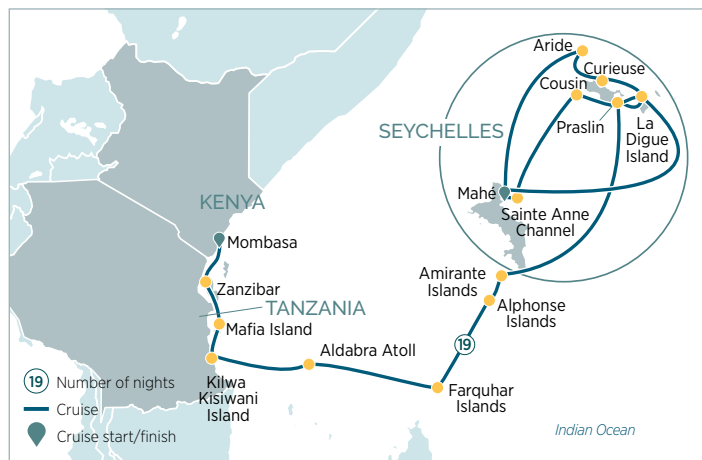 Aride
Curieuse
Cousin
SEYCHELLES
Praslin
La
Digue
Island
Mahé
Sainte Anne
Channel
KENYA
Mombasa
Amirante
Islands
Zanzibar
Alphonse
Islands
TANZANIA
Mafia Island
19
Aldabra Atoll
19 Number of nights
Kilwa
Kisiwani
Island
Farquhar
Islands
Cruise
Cruise start/finish
Indian Ocean